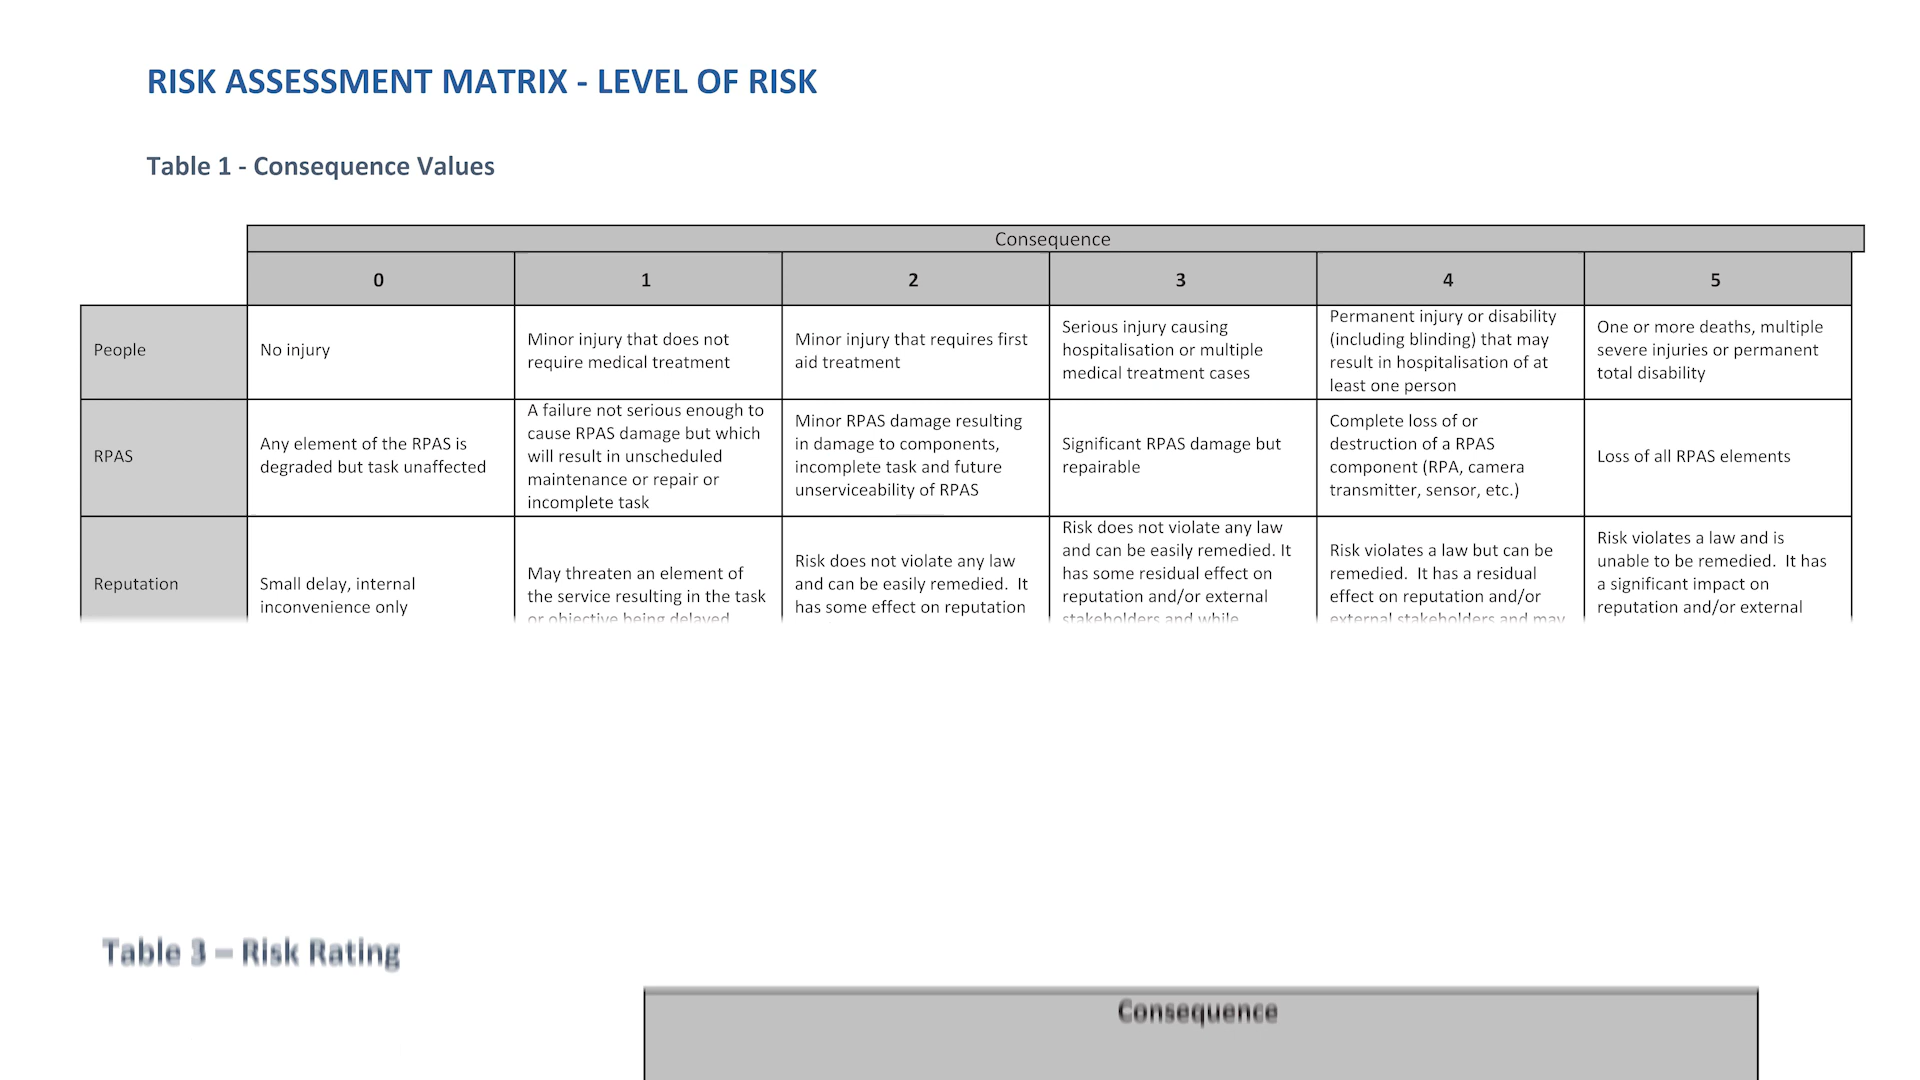 RISK ASSESSMENT MATRIX - LEVEL OF RISK
Table 1 - Consequence Values
Consequence
0 1 2 3 4 5
People
No injury
Minor injury that does not
require medical treatment
Minor injury that requires first
aid treatment
Serious injury causing
hospitalisation or multiple
medical treatment cases
Permanent injury or disability
(including blinding) that may
result in hospitalisation of at
least one person
One or more deaths, multiple
severe injuries or permanent
total disability
RPAS
Any element of the RPAS is
degraded but task unaffected
A failure not serious enough to
cause RPAS damage but which
will result in unscheduled
maintenance or repair or
incomplete task
Minor RPAS damage resulting
in damage to components,
incomplete task and future
unserviceability of RPAS
Significant RPAS damage but
repairable
Complete loss of or
destruction of a RPAS
component (RPA, camera
transmitter, sensor, etc.)
Loss of all RPAS elements
Reputation
Small delay, internal
inconvenience only
May threaten an element of
the service resulting in the task
or objective being delayed
Risk does not violate any law
and can be easily remedied. It
has some effect on reputation
Risk does not violate any law
and can be easily remedied. It
has some residual effect on
reputation and/or external
stakeholders and while
Risk violates a law but can be
remedied. It has a residual
effect on reputation and/or
external stakeholders and may
Risk violates a law and is
unable to be remedied. It has
a significant impact on
reputation and/or external
Table 3 – Risk Rating
Consequence